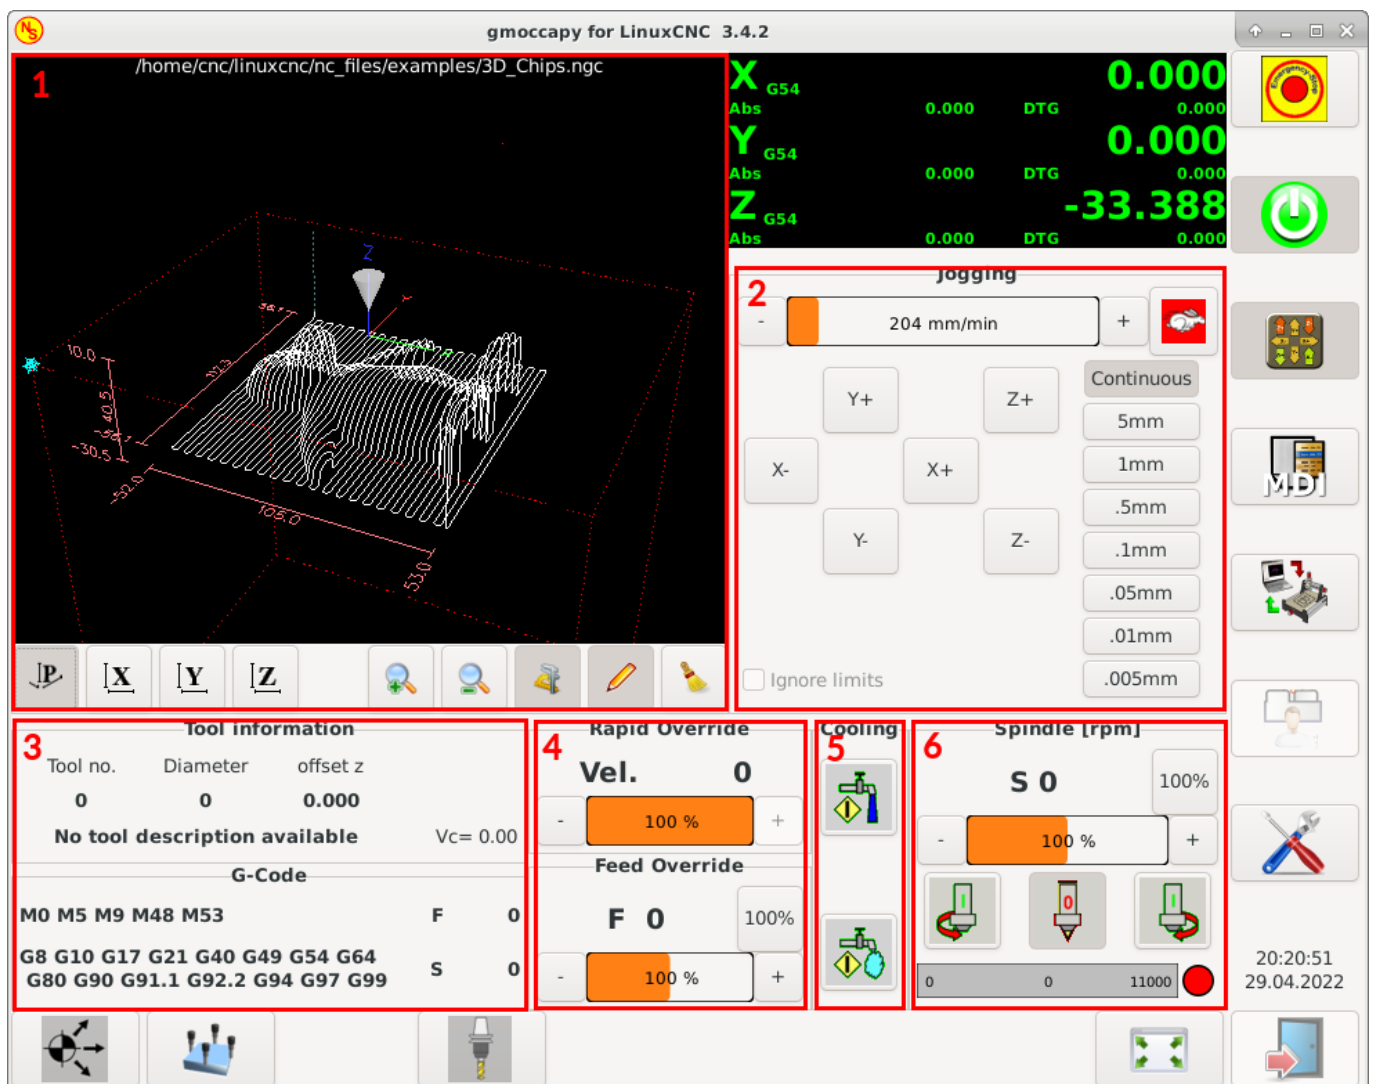 gmoccapy for LinuxCNC 3.4.2
1
/home/cnc/linuxcnc/nc_files/examples/3D_Chips.ngc
X G54 0.000
Abs 0.000 DTG 0.000
Y G54 0.000
Abs 0.000 DTG 0.000
Z G54 -33.388
Abs 0.000 DTG 0.000
Emergency-Stop
Z
10.0
40.5
-30.5
-52.0
105.0
53.0
P X Y Z
2
Jogging
- 204 mm/min +
Continuous
Y+ Z+
5mm
X- X+
1mm
.5mm
Y- Z-
.1mm
.05mm
.01mm
Ignore limits
.005mm
MDI
3
Tool information
Tool no. Diameter offset z
0 0 0.000
No tool description available Vc= 0.00
G-Code
M0 M5 M9 M48 M53 F 0
G8 G10 G17 G21 G40 G49 G54 G64
G80 G90 G91.1 G92.2 G94 G97 G99
S 0
4
Rapid Override
Vel. 0
- 100 % +
Feed Override
F 0 100%
- 100 % +
5
Cooling
6
Spindle [rpm]
S 0 100%
- 100 % +
I 0 I
0 0 11000
20:20:51
29.04.2022